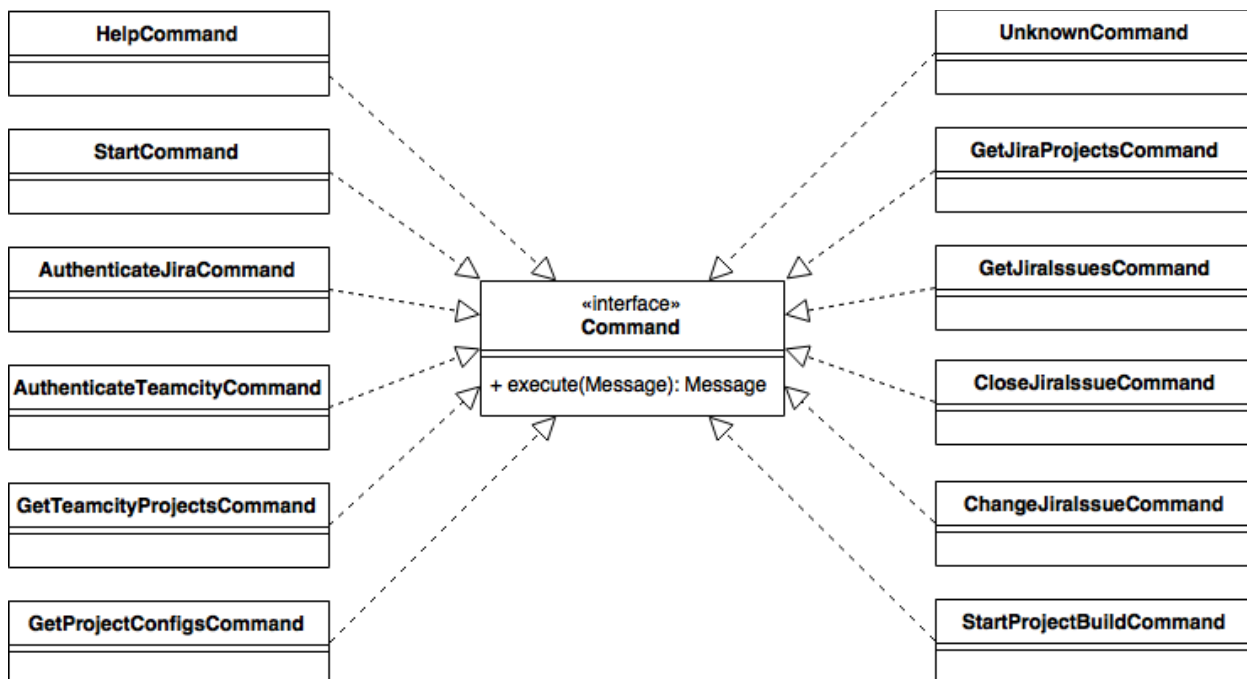 HelpCommand
StartCommand
AuthenticateJiraCommand
AuthenticateTeamcityCommand
GetTeamcityProjectsCommand
GetProjectConfigsCommand
«interface»
Command
+ execute(Message): Message
UnknownCommand
GetJiraProjectsCommand
GetJiraIssuesCommand
CloseJiraIssueCommand
ChangeJiraIssueCommand
StartProjectBuildCommand